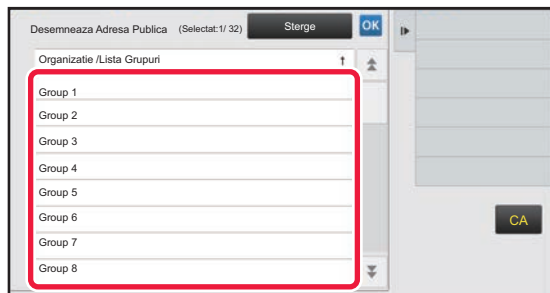 Desemneaza Adresa Publica (Selectat:1/ 32) Sterge OK
Organizatie /Lista Grupuri ↑
Group 1
Group 2
Group 3
Group 4
Group 5
Group 6
Group 7
Group 8
CA